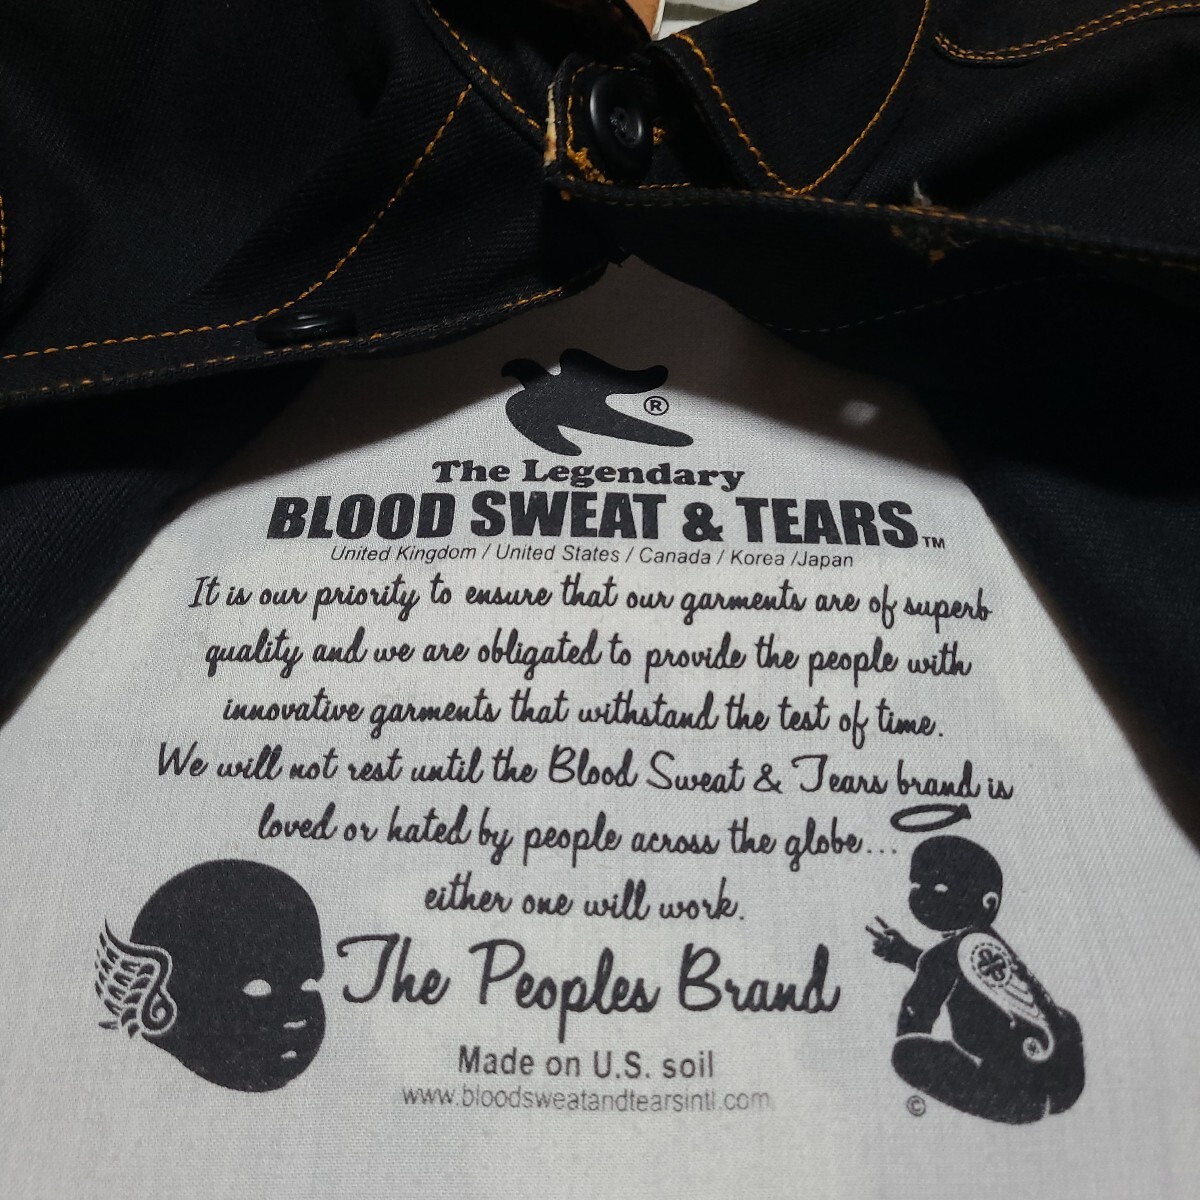 ®
The Legendary
BLOOD SWEAT & TEARS™
United Kingdom / United States / Canada / Korea /Japan
It is our priority to ensure that our garments are of superb
quality and we are obligated to provide the people with
innovative garments that withstand the test of time.
We will not rest until the Blood Sweat & Tears brand is
loved or hated by people across the globe...
either one will work.
The Peoples Brand
Made on U.S. soil
www.bloodsweatandtearsintl.com
©